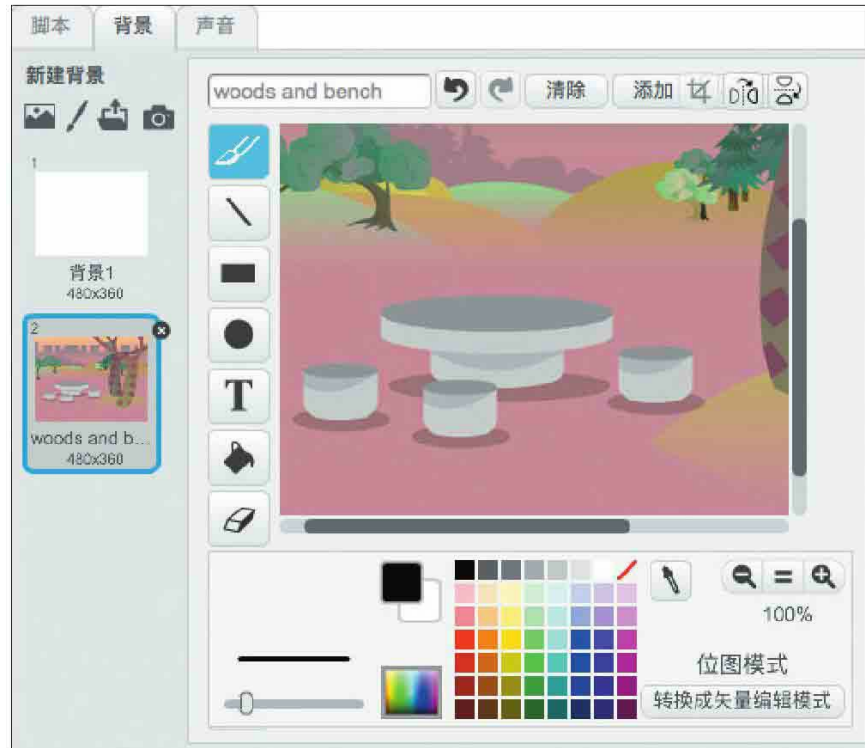 脚本 背景 声音
新建背景
woods and bench 清除 添加
1
背景1
480x360
2
woods and b...
480x360
T
100%
位图模式
转换成矢量编辑模式